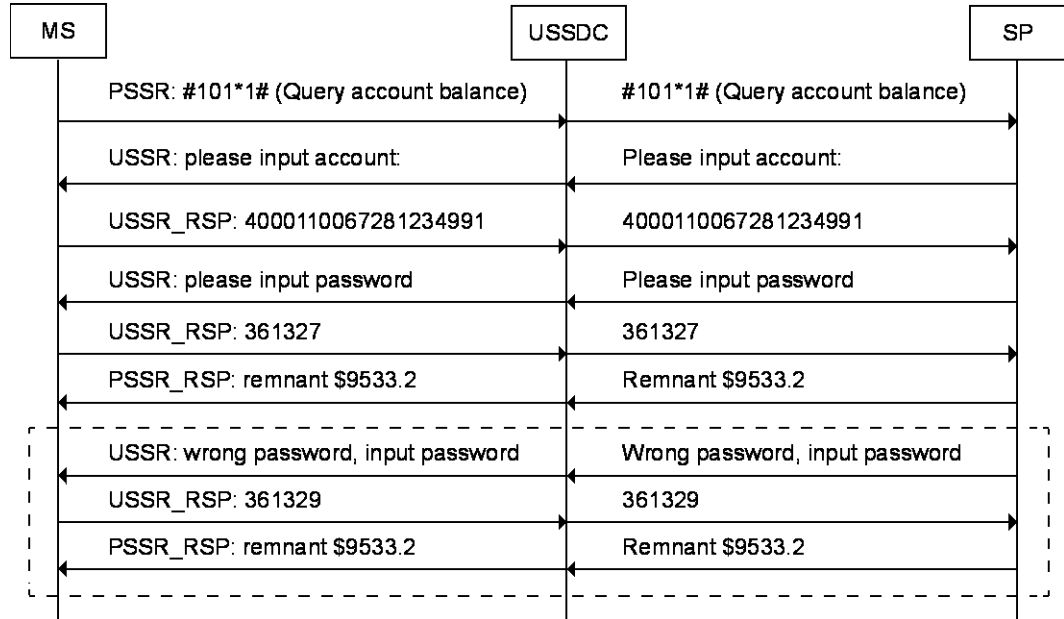 MS USSDC SP
PSSR: #101*1# (Query account balance) #101*1# (Query account balance)
USSR: please input account: Please input account:
USSR_RSP: 4000110067281234991 4000110067281234991
USSR: please input password Please input password
USSR_RSP: 361327 361327
PSSR_RSP: remnant $9533.2 Remnant $9533.2
USSR: wrong password, input password Wrong password, input password
USSR_RSP: 361329 361329
PSSR_RSP: remnant $9533.2 Remnant $9533.2